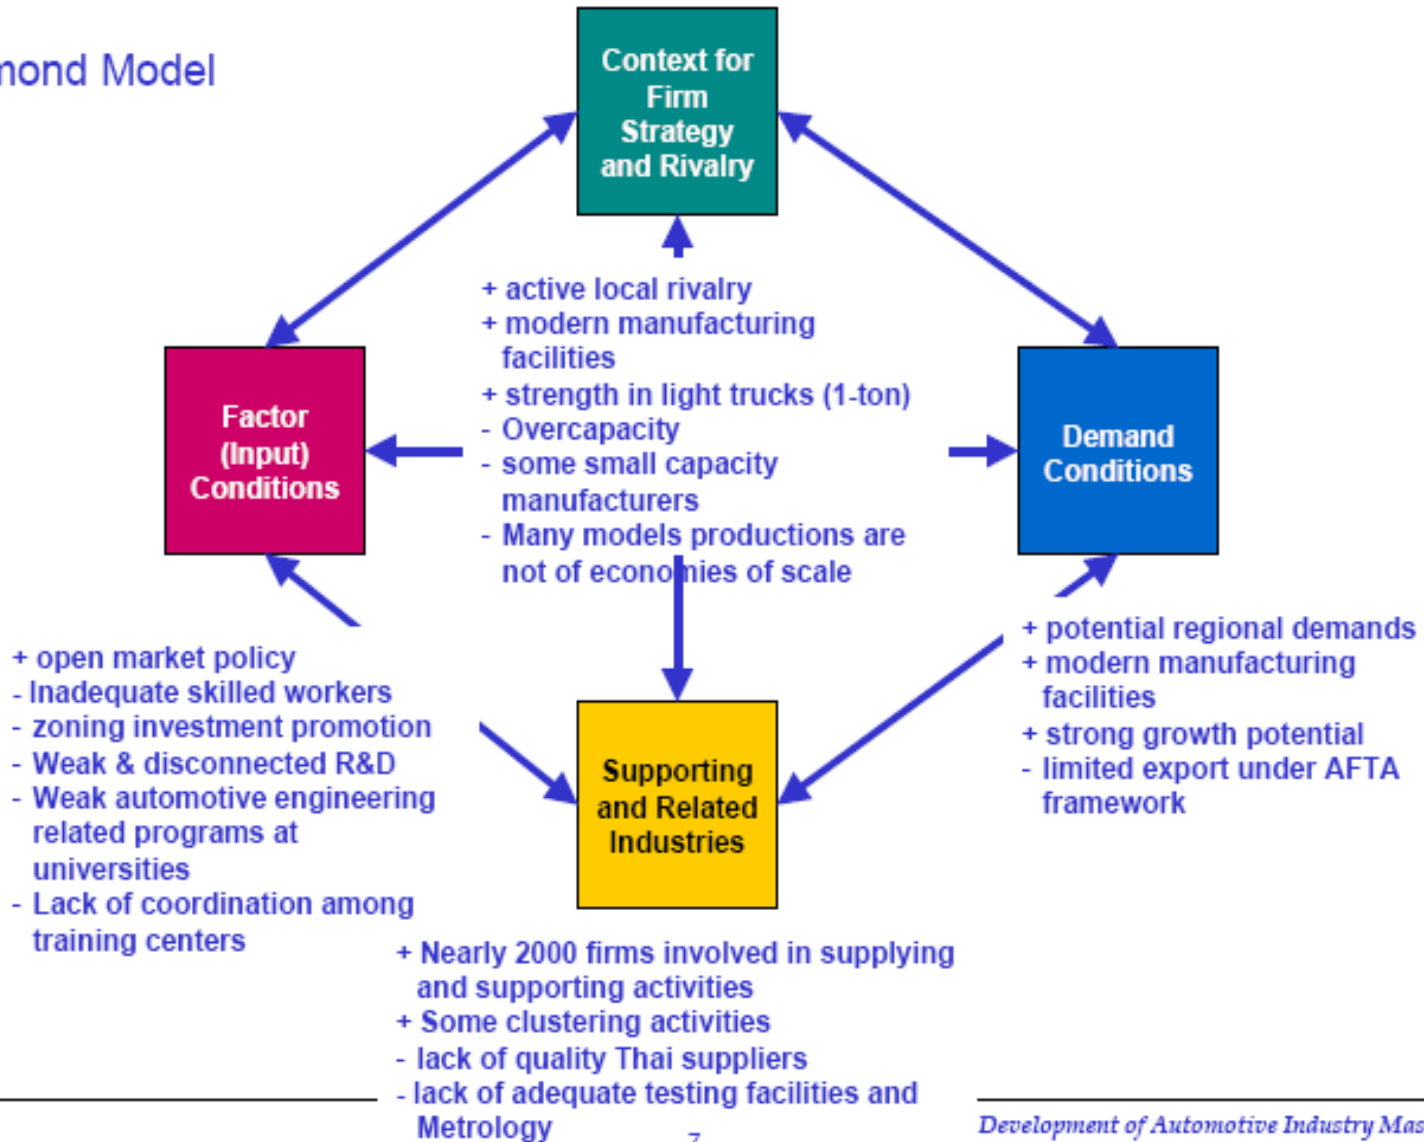 mond Model
Context for
Firm
Strategy
and Rivalry
+ active local rivalry
+ modern manufacturing
facilities
+ strength in light trucks (1-ton)
- Overcapacity
- some small capacity
manufacturers
- Many models productions are
not of economies of scale
Factor
(Input)
Conditions
Demand
Conditions
+ open market policy
- Inadequate skilled workers
- zoning investment promotion
- Weak & disconnected R&D
- Weak automotive engineering
related programs at
universities
- Lack of coordination among
training centers
+ potential regional demands
+ modern manufacturing
facilities
+ strong growth potential
- limited export under AFTA
framework
Supporting
and Related
Industries
+ Nearly 2000 firms involved in supplying
and supporting activities
+ Some clustering activities
- lack of quality Thai suppliers
- lack of adequate testing facilities and
Metrology
7
Development of Automotive Industry Mas